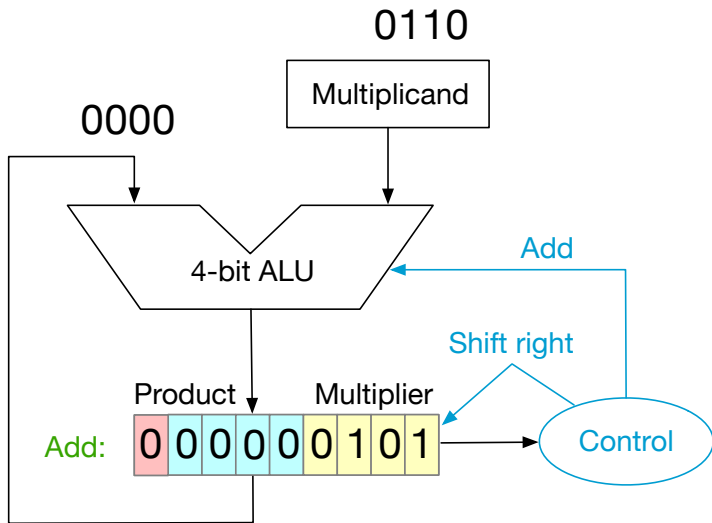 0110
Multiplicand
0000
4-bit ALU
Add
Shift right
Product Multiplier
Add: 0 0 0 0 0 0 1 0 1
Control